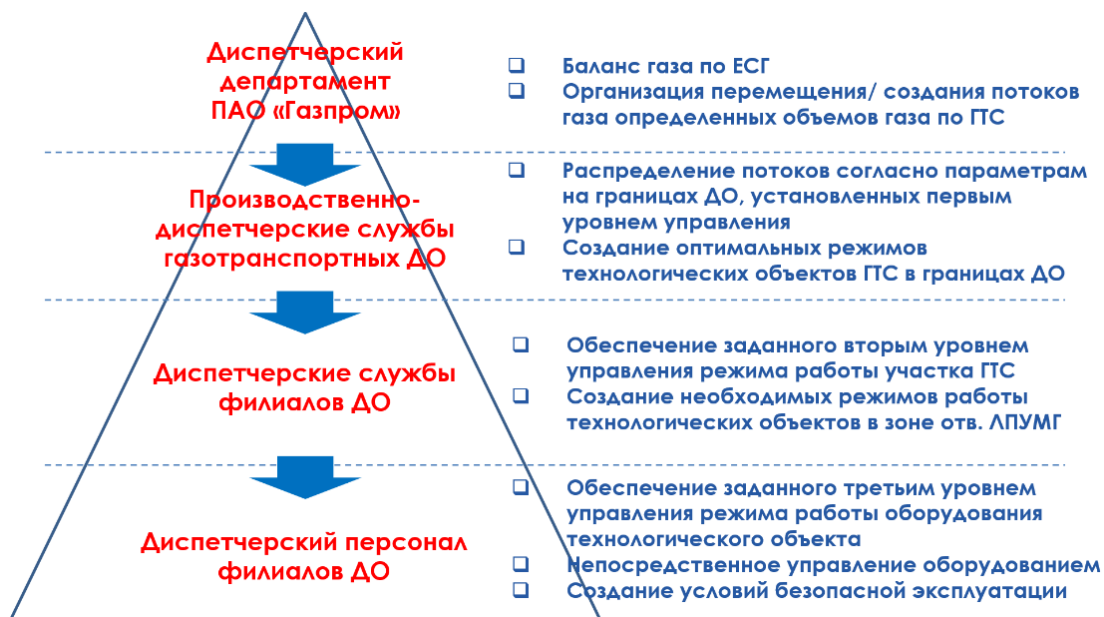 Диспетчерский
департамент
ПАО «Газпром»
❑ Баланс газа по ЕСГ
❑ Организация перемещения/ создания потоков
газа определенных объемов газа по ГТС
Производственно-
диспетчерские службы
газотранспортных ДО
❑ Распределение потоков согласно параметрам
на границах ДО, установленных первым
уровнем управления
❑ Создание оптимальных режимов
технологических объектов ГТС в границах ДО
Диспетчерские службы
филиалов ДО
❑ Обеспечение заданного вторым уровнем
управления режима работы участка ГТС
❑ Создание необходимых режимов работы
технологических объектов в зоне отв. ЛПУМГ
Диспетчерский персонал
филиалов ДО
❑ Обеспечение заданного третьим уровнем
управления режима работы оборудования
технологического объекта
❑ Непосредственное управление оборудованием
❑ Создание условий безопасной эксплуатации